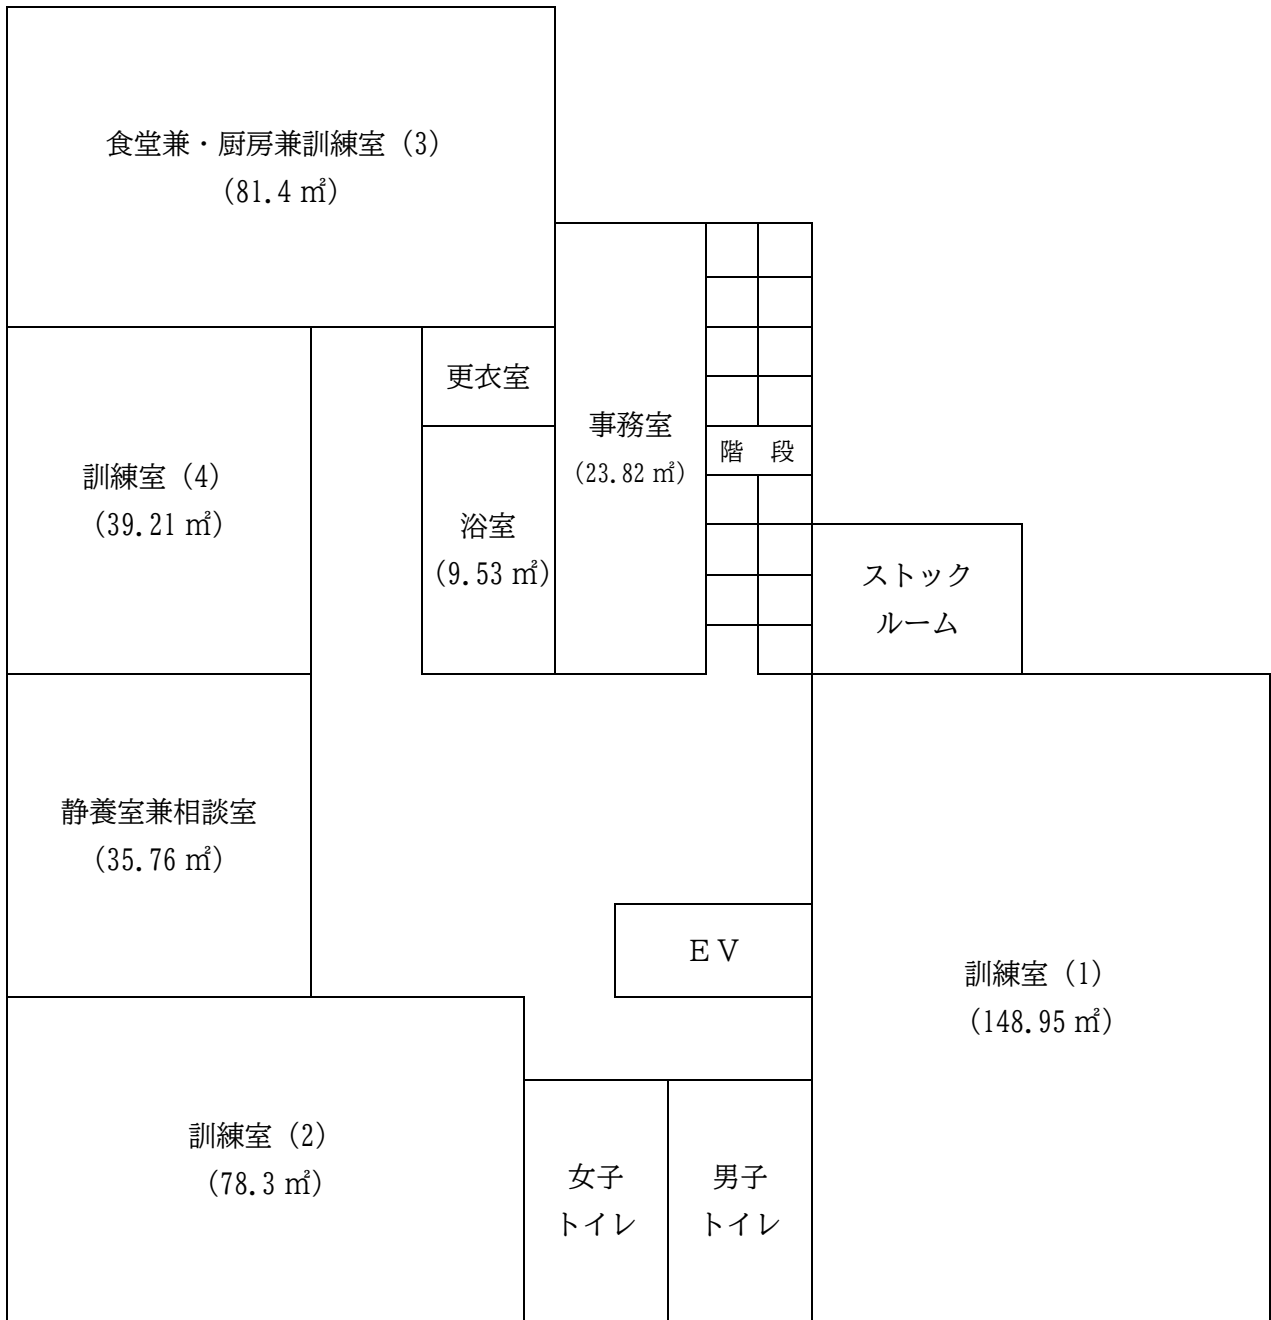 食堂兼・厨房兼訓練室（3）
（81.4 ㎡）
更衣室
事務室
（23.82 ㎡）
階　段
訓練室（4）
（39.21 ㎡）
浴室
（9.53 ㎡）
ストック
ルーム
静養室兼相談室
（35.76 ㎡）
ＥＶ
訓練室（1）
（148.95 ㎡）
訓練室（2）
（78.3 ㎡）
女子
トイレ
男子
トイレ